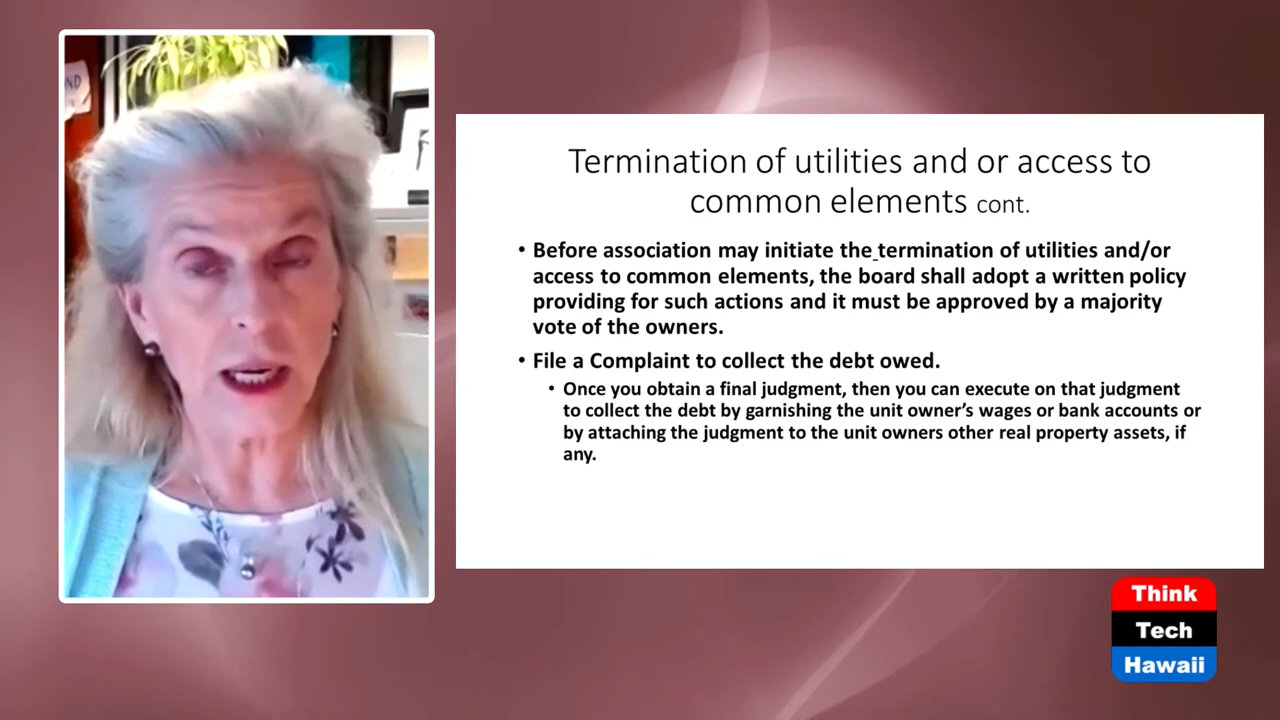 ND
Termination of utilities and or access to
common elements cont.
• Before association may initiate the termination of utilities and/or
access to common elements, the board shall adopt a written policy
providing for such actions and it must be approved by a majority
vote of the owners.
• File a Complaint to collect the debt owed.
• Once you obtain a final judgment, then you can execute on that judgment
to collect the debt by garnishing the unit owner’s wages or bank accounts or
by attaching the judgment to the unit owners other real property assets, if
any.
Think
Tech
Hawaii